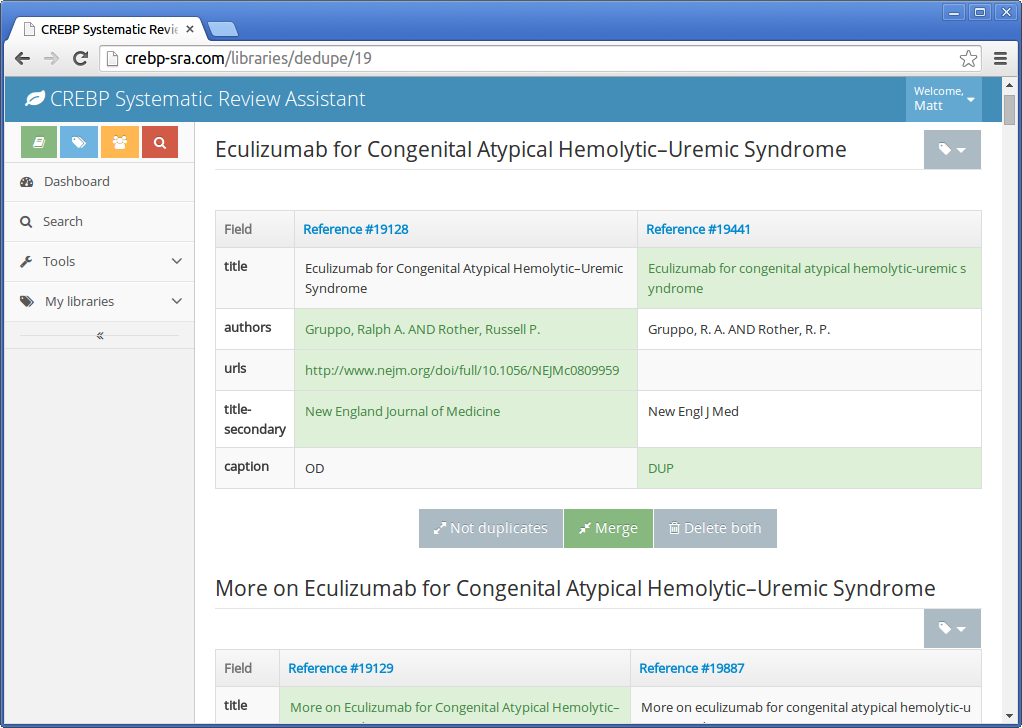 CREBP Systematic Revie
crebp-sra.com/libraries/dedupe/19
CREBP Systematic Review Assistant
Welcome,
Matt
Dashboard
Search
Tools
My libraries
Eculizumab for Congenital Atypical Hemolytic–Uremic Syndrome
Field Reference #19128 Reference #19441
title Eculizumab for Congenital Atypical Hemolytic–Uremic Eculizumab for congenital atypical hemolytic-uremic s
Syndrome yndrome
authors Gruppo, Ralph A. AND Rother, Russell P. Gruppo, R. A. AND Rother, R. P.
urls http://www.nejm.org/doi/full/10.1056/NEJMc0809959
title- New England Journal of Medicine New Engl J Med
secondary
caption OD DUP
Not duplicates Merge Delete both
More on Eculizumab for Congenital Atypical Hemolytic–Uremic Syndrome
Field Reference #19129 Reference #19887
title More on Eculizumab for Congenital Atypical Hemolytic– More on eculizumab for congenital atypical hemolytic-u